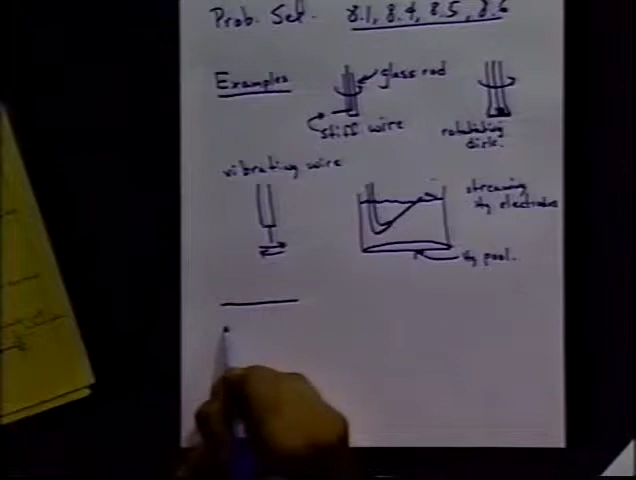 Prob. Set. 8.1, 8.4, 8.5, 8.6
Examples
glass rod
stiff wire
rotating
disk.
vibrating wire
streaming
Hg electrode
Hg pool.